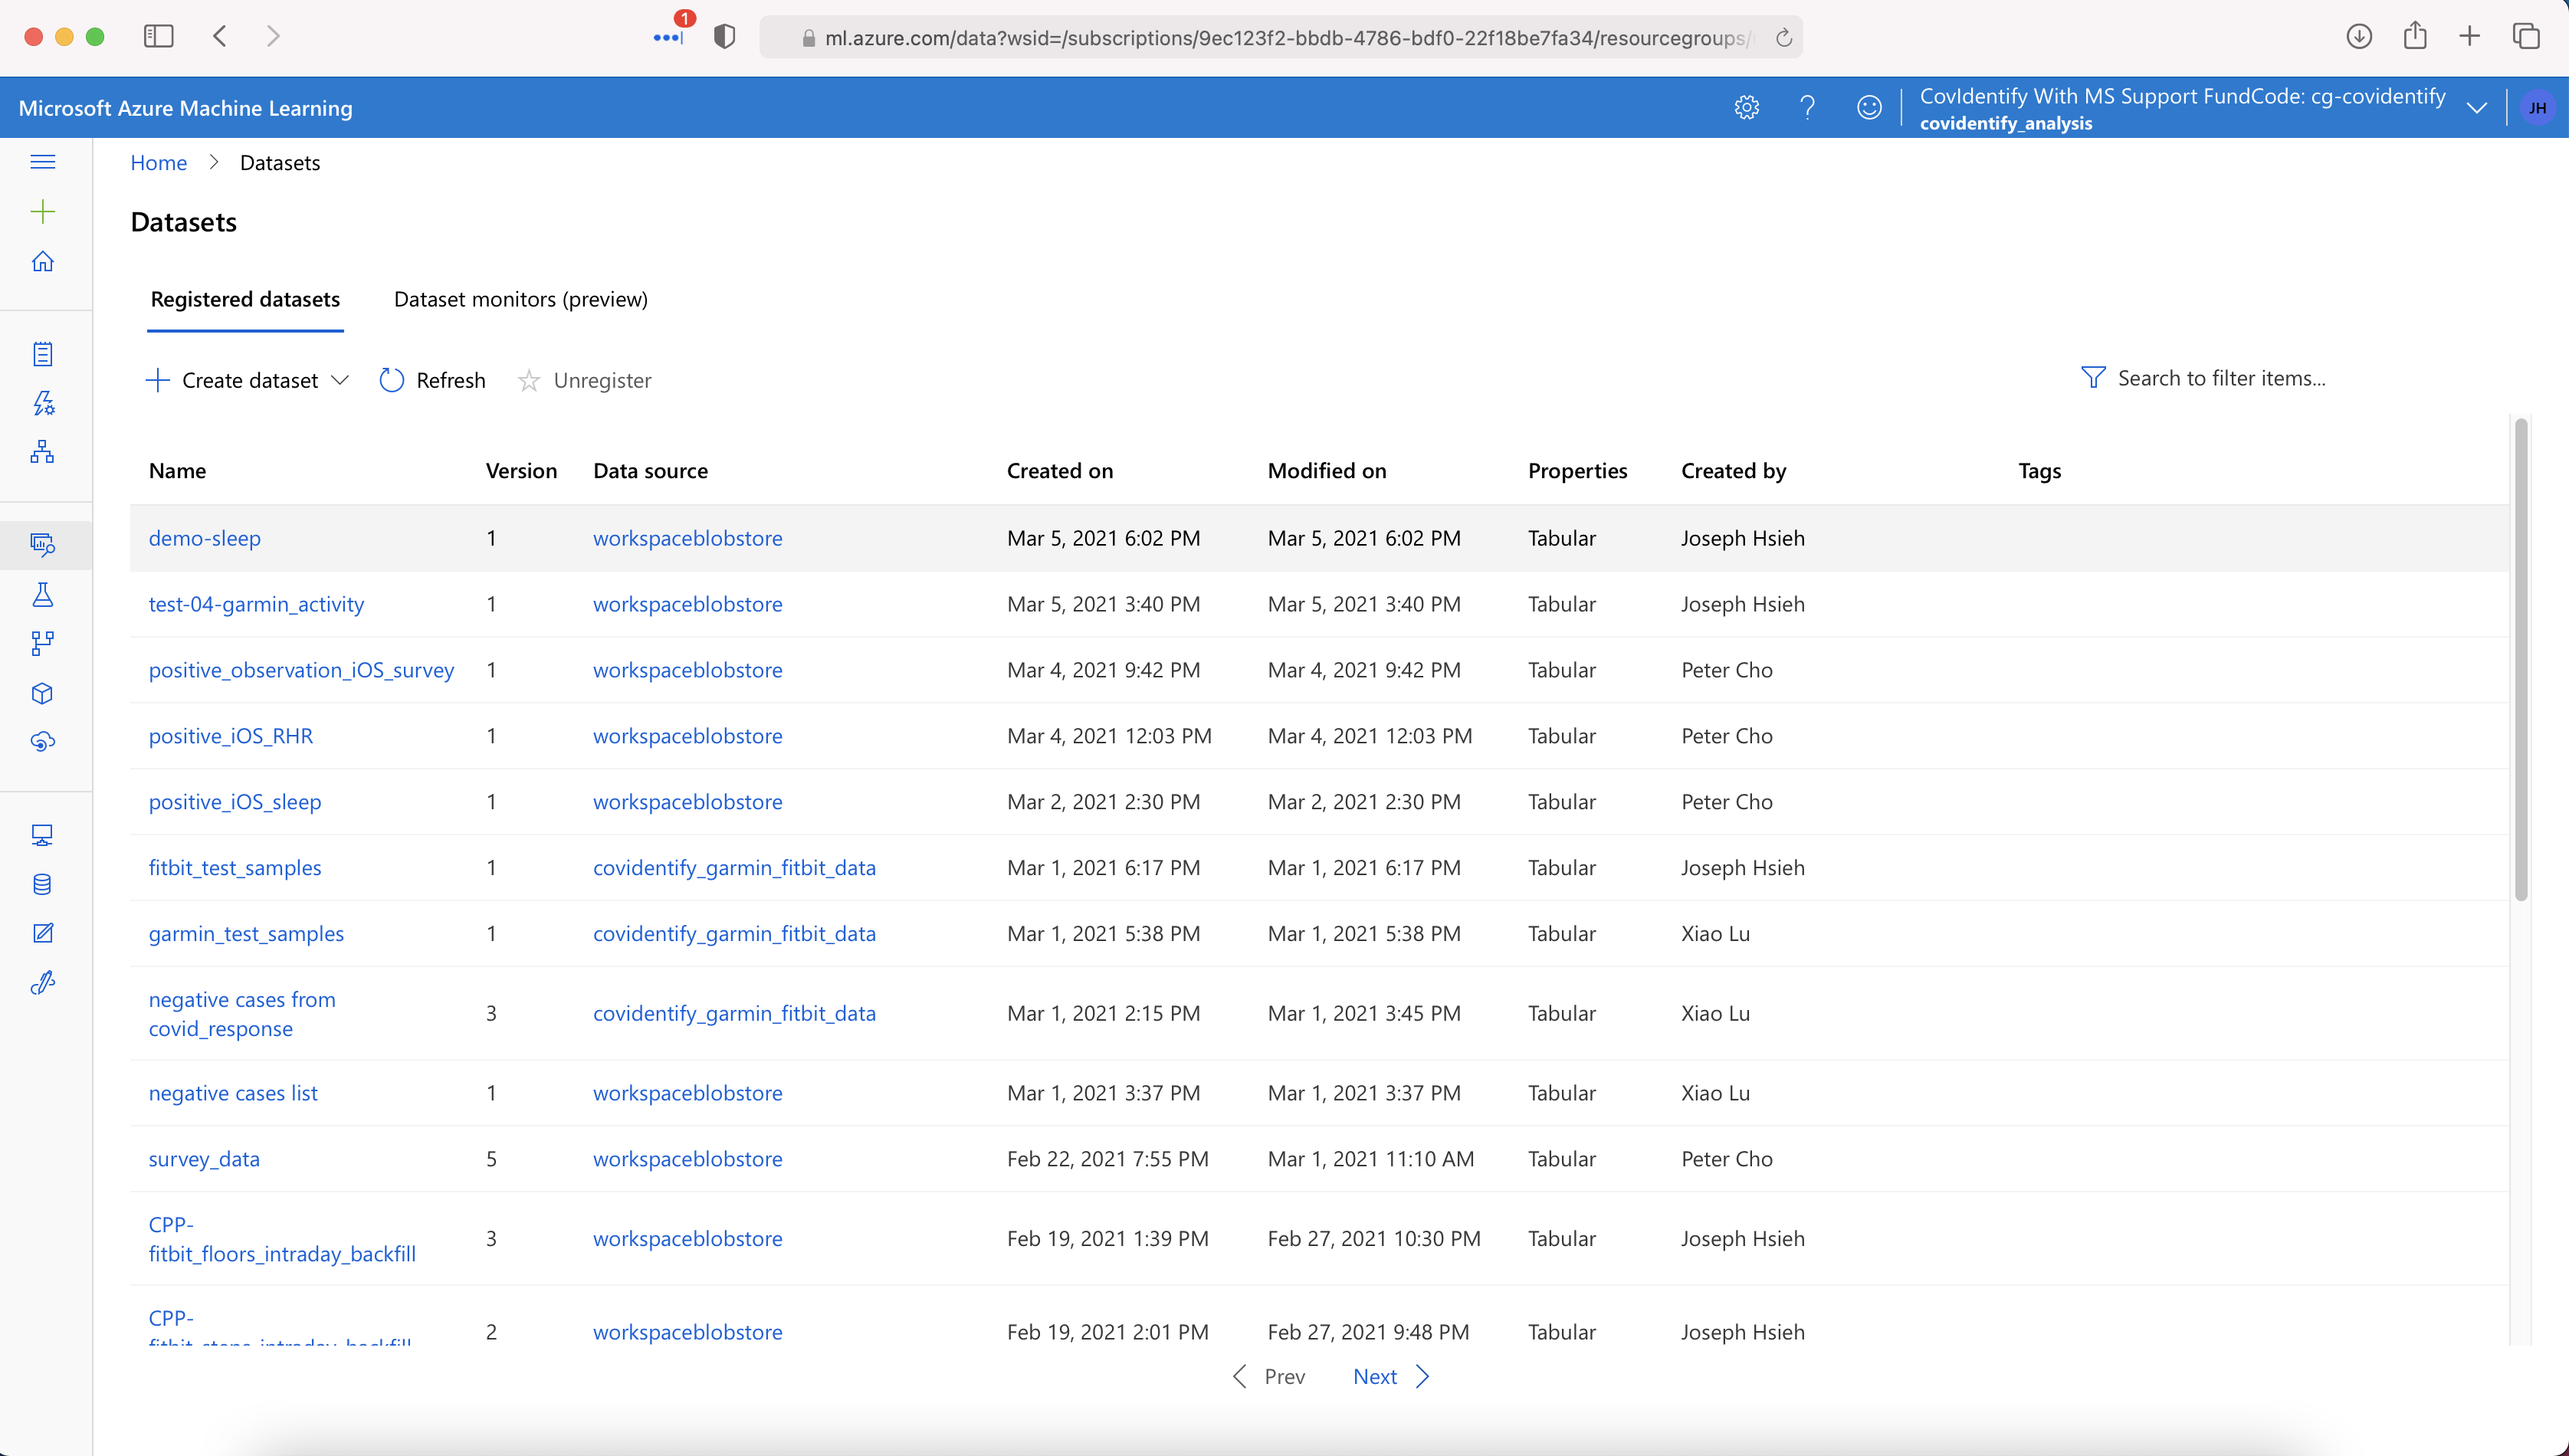 1
ml.azure.com/data?wsid=/subscriptions/9ec123f2-bbdb-4786-bdf0-22f18be7fa34/resourcegroups/
Microsoft Azure Machine Learning
CovIdentify With MS Support FundCode: cg-covidentify
covidentify_analysis
JH
Home > Datasets
Datasets
Registered datasets Dataset monitors (preview)
Create dataset Refresh Unregister Search to filter items...
Name Version Data source Created on Modified on Properties Created by Tags
demo-sleep 1 workspaceblobstore Mar 5, 2021 6:02 PM Mar 5, 2021 6:02 PM Tabular Joseph Hsieh
test-04-garmin_activity 1 workspaceblobstore Mar 5, 2021 3:40 PM Mar 5, 2021 3:40 PM Tabular Joseph Hsieh
positive_observation_iOS_survey 1 workspaceblobstore Mar 4, 2021 9:42 PM Mar 4, 2021 9:42 PM Tabular Peter Cho
positive_iOS_RHR 1 workspaceblobstore Mar 4, 2021 12:03 PM Mar 4, 2021 12:03 PM Tabular Peter Cho
positive_iOS_sleep 1 workspaceblobstore Mar 2, 2021 2:30 PM Mar 2, 2021 2:30 PM Tabular Peter Cho
fitbit_test_samples 1 covidentify_garmin_fitbit_data Mar 1, 2021 6:17 PM Mar 1, 2021 6:17 PM Tabular Joseph Hsieh
garmin_test_samples 1 covidentify_garmin_fitbit_data Mar 1, 2021 5:38 PM Mar 1, 2021 5:38 PM Tabular Xiao Lu
negative cases from
covid_response 3 covidentify_garmin_fitbit_data Mar 1, 2021 2:15 PM Mar 1, 2021 3:45 PM Tabular Xiao Lu
negative cases list 1 workspaceblobstore Mar 1, 2021 3:37 PM Mar 1, 2021 3:37 PM Tabular Xiao Lu
survey_data 5 workspaceblobstore Feb 22, 2021 7:55 PM Mar 1, 2021 11:10 AM Tabular Peter Cho
CPP-
fitbit_floors_intraday_backfill 3 workspaceblobstore Feb 19, 2021 1:39 PM Feb 27, 2021 10:30 PM Tabular Joseph Hsieh
CPP-
fitbit_steps_intraday_backfill 2 workspaceblobstore Feb 19, 2021 2:01 PM Feb 27, 2021 9:48 PM Tabular Joseph Hsieh
Prev Next